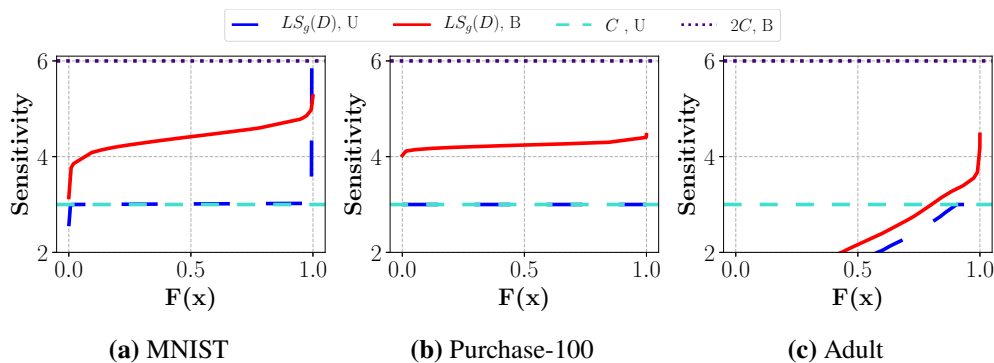 LS_g(D), U LS_g(D), B C , U 2C, B
Sensitivity
6
4
2
0.0 0.5 1.0
F(x)
(a) MNIST
Sensitivity
6
4
2
0.0 0.5 1.0
F(x)
(b) Purchase-100
Sensitivity
6
4
2
0.0 0.5 1.0
F(x)
(c) Adult